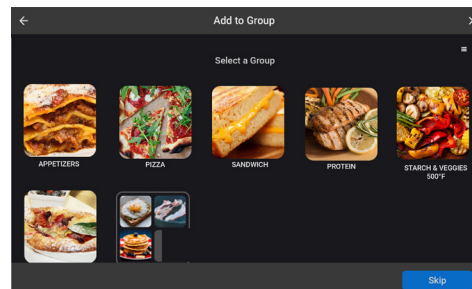 Add to Group
Select a Group
APPETIZERS
PIZZA
SANDWICH
PROTEIN
STARCH & VEGGIES
500°F
Skip